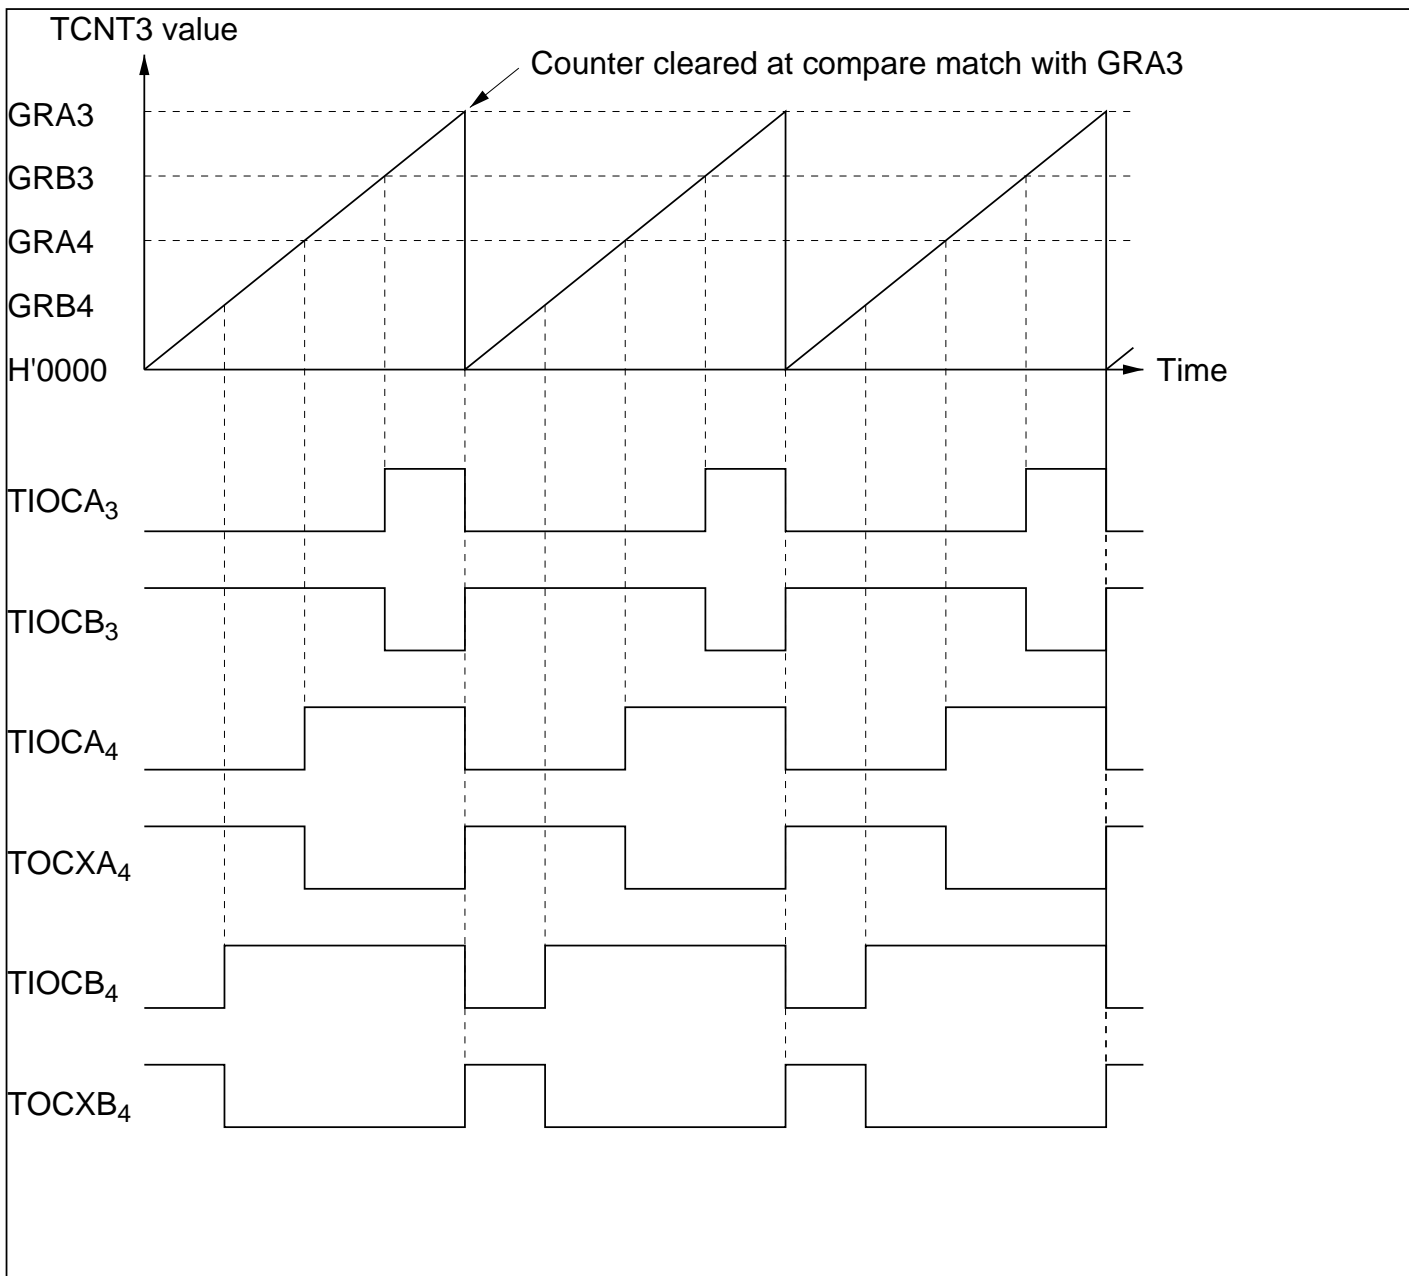 TCNT3 value
Counter cleared at compare match with GRA3
GRA3
GRB3
GRA4
GRB4
H'0000
Time
TIOCA3
TIOCB3
TIOCA4
TOCXA4
TIOCB4
TOCXB4